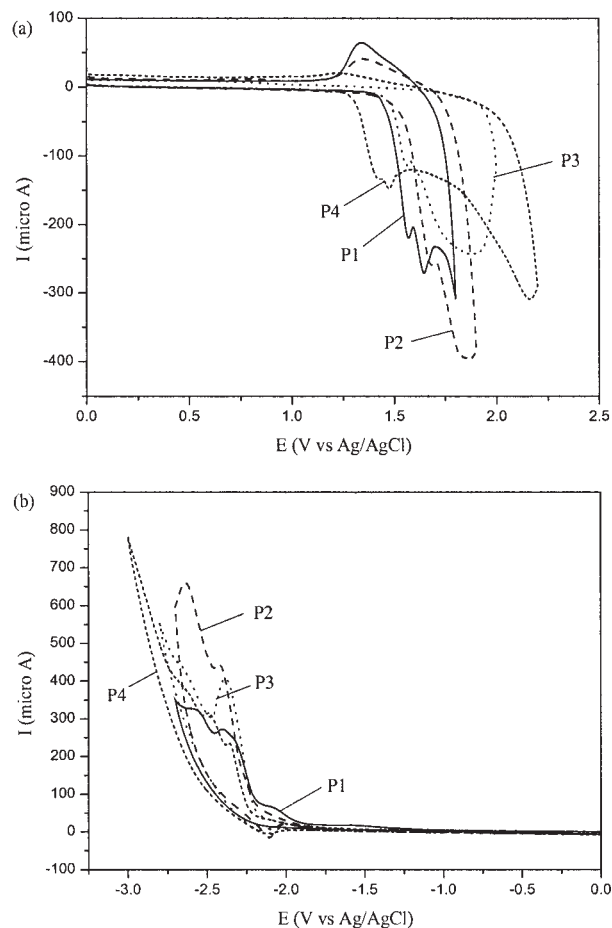 (a)
100
0
-100
-200
-300
-400
I (micro A)
P3
P4
P1
P2
0.0
0.5
1.0
1.5
2.0
2.5
E (V vs Ag/AgCl)
(b)
900
800
700
600
500
400
300
200
100
0
-100
I (micro A)
P2
P3
P4
P1
-3.0
-2.5
-2.0
-1.5
-1.0
-0.5
0.0
E (V vs Ag/AgCl)